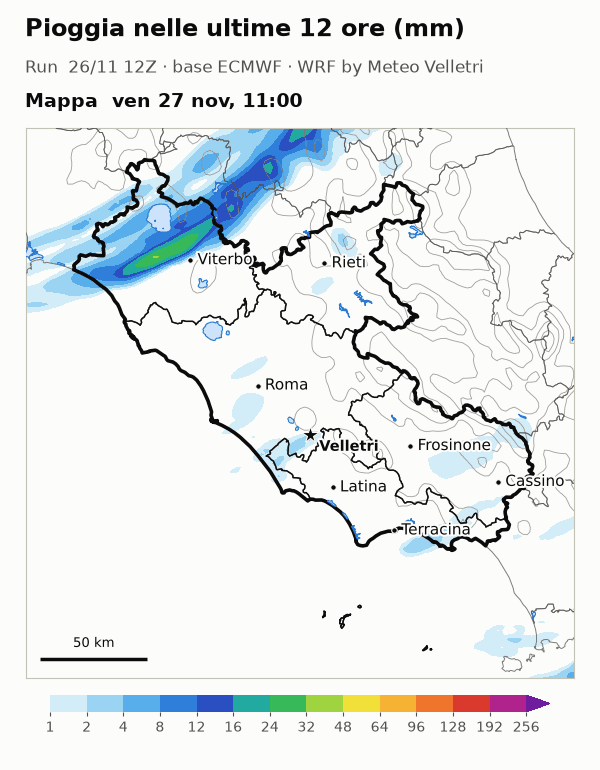 Pioggia nelle ultime 12 ore (mm)
Run  26/11 12Z · base ECMWF · WRF by Meteo Velletri
Mappa  ven 27 nov, 11:00
Viterbo
Rieti
Roma
Velletri
Frosinone
Latina
Cassino
Terracina
50 km
1 2 4 8 12 16 24 32 48 64 96 128 192 256